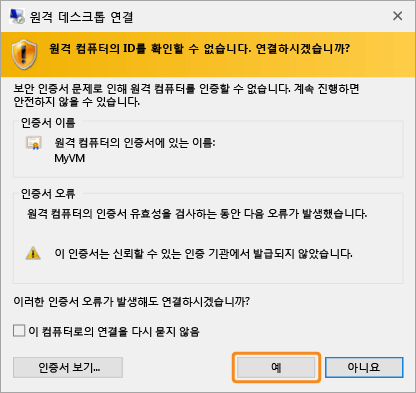 원격 데스크톱 연결
원격 컴퓨터의 ID를 확인할 수 없습니다. 연결하시겠습니까?
보안 인증서 문제로 인해 원격 컴퓨터를 인증할 수 없습니다. 계속 진행하면
안전하지 않을 수 있습니다.
인증서 이름
원격 컴퓨터의 인증서에 있는 이름:
MyVM
인증서 오류
원격 컴퓨터의 인증서 유효성을 검사하는 동안 다음 오류가 발생했습니다.
이 인증서는 신뢰할 수 있는 인증 기관에서 발급되지 않았습니다.
이러한 인증서 오류가 발생해도 연결하시겠습니까?
이 컴퓨터로의 연결을 다시 묻지 않음
인증서 보기...
예
아니요